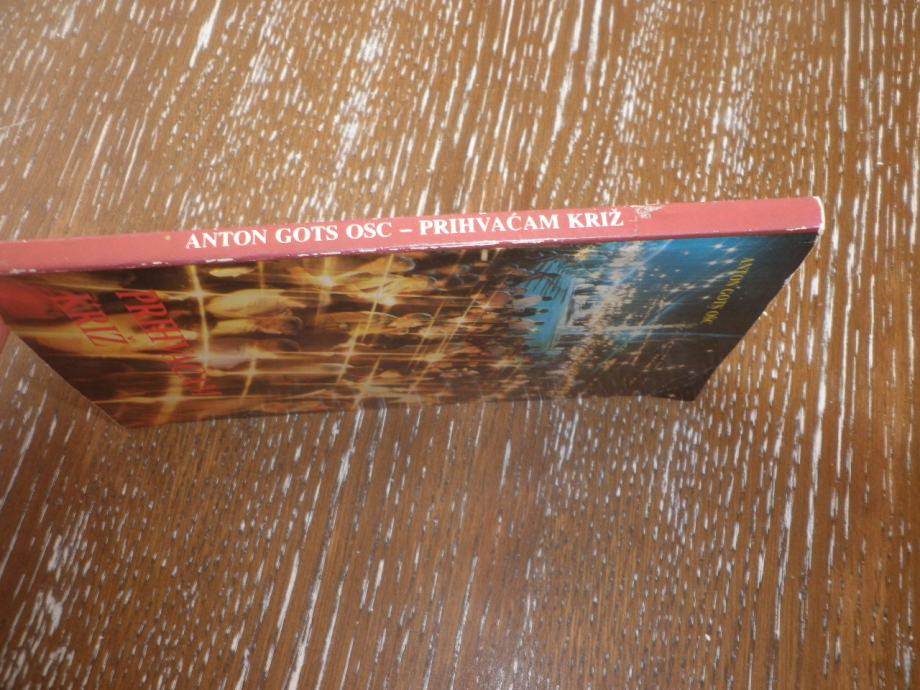 ANTON GOTS OSC – PRIHVAĆAM KRIŽ
ANTON GOTS OSC
PRIHVAĆAM
KRIŽ